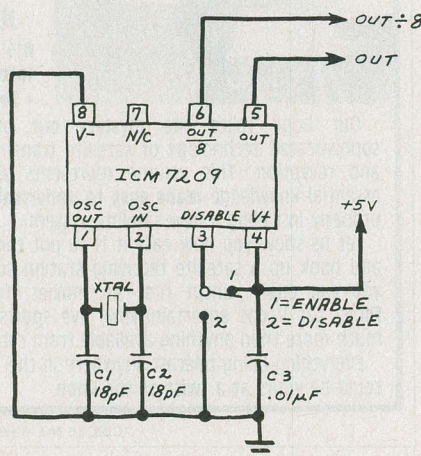 OUT÷8
OUT
8 7 6 5
V- N/C OUT/8 OUT
ICM7209
OSC OUT OSC IN DISABLE V+
1 2 3 4
+5V
XTAL
1
1=ENABLE
2=DISABLE
2
C1
18pF
C2
18pF
C3
.01µF